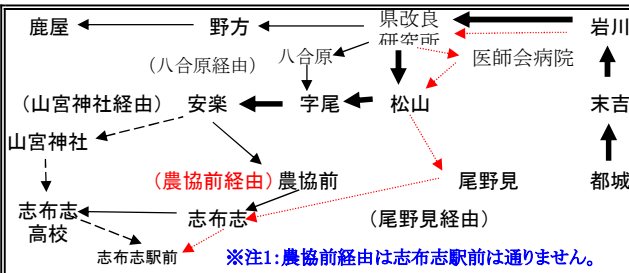 鹿屋 野方 県改良 岩川
研究所
八合原 医師会病院
(八合原経由)
(山宮神社経由) 安楽 字尾 松山 末吉
山宮神社
(農協前経由) 農協前 尾野見 都城
志布志 志布志 (尾野見経由)
高校
志布志駅前 ※注1:農協前経由は志布志駅前は通りません。